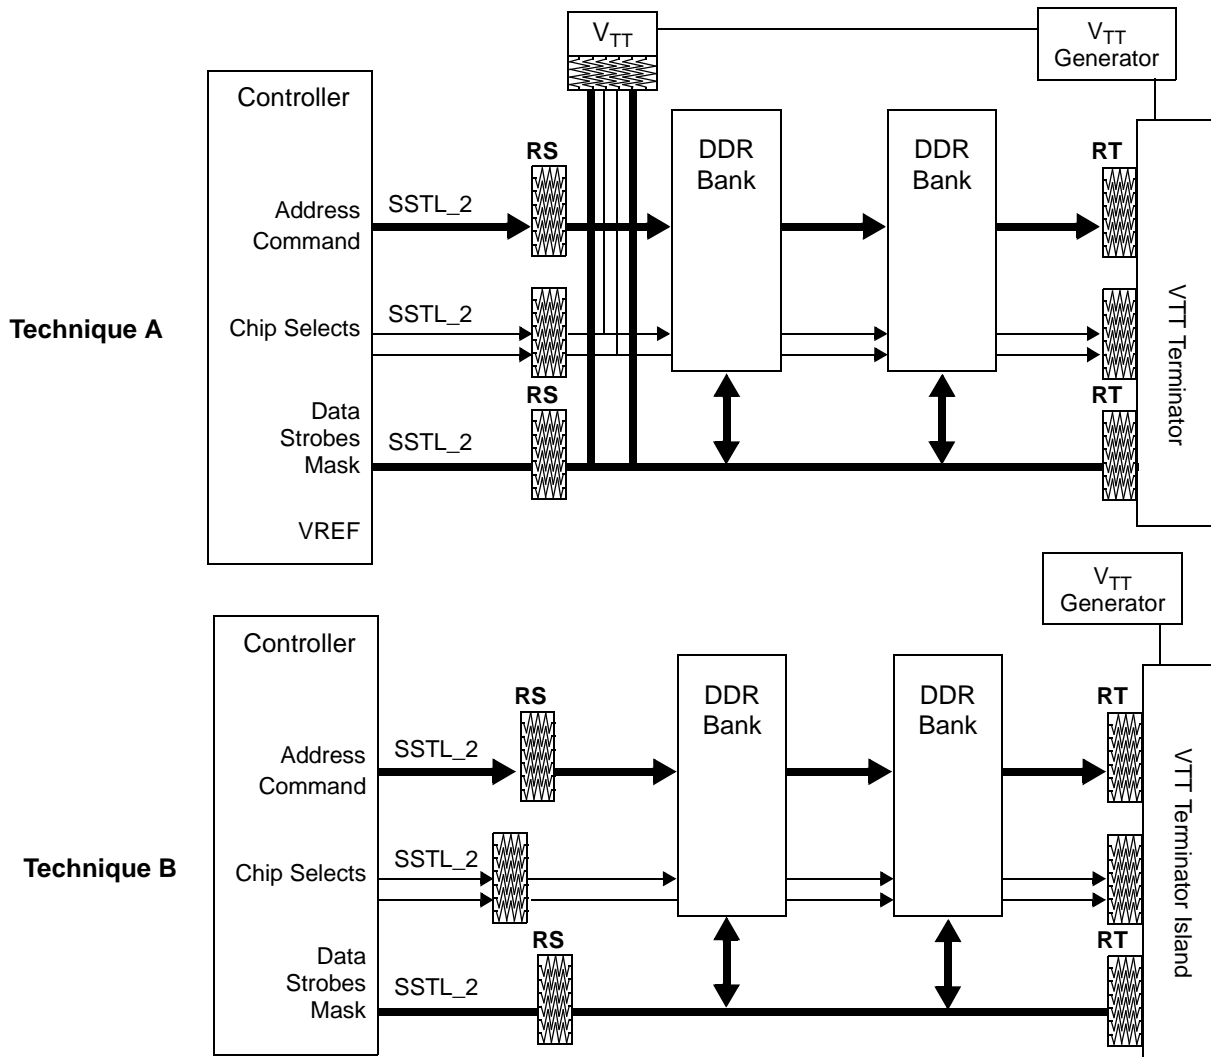 V_TT
V_TT
Generator
Controller
DDR
Bank
DDR
Bank
RS
RT
SSTL_2
Address
Command
Technique A
Chip Selects
SSTL_2
VTT Terminator
RS
RT
Data
Strobes
Mask
SSTL_2
VREF
V_TT
Generator
Controller
DDR
Bank
DDR
Bank
RS
RT
SSTL_2
Address
Command
Technique B
Chip Selects
SSTL_2
VTT Terminator Island
RS
RT
Data
Strobes
Mask
SSTL_2